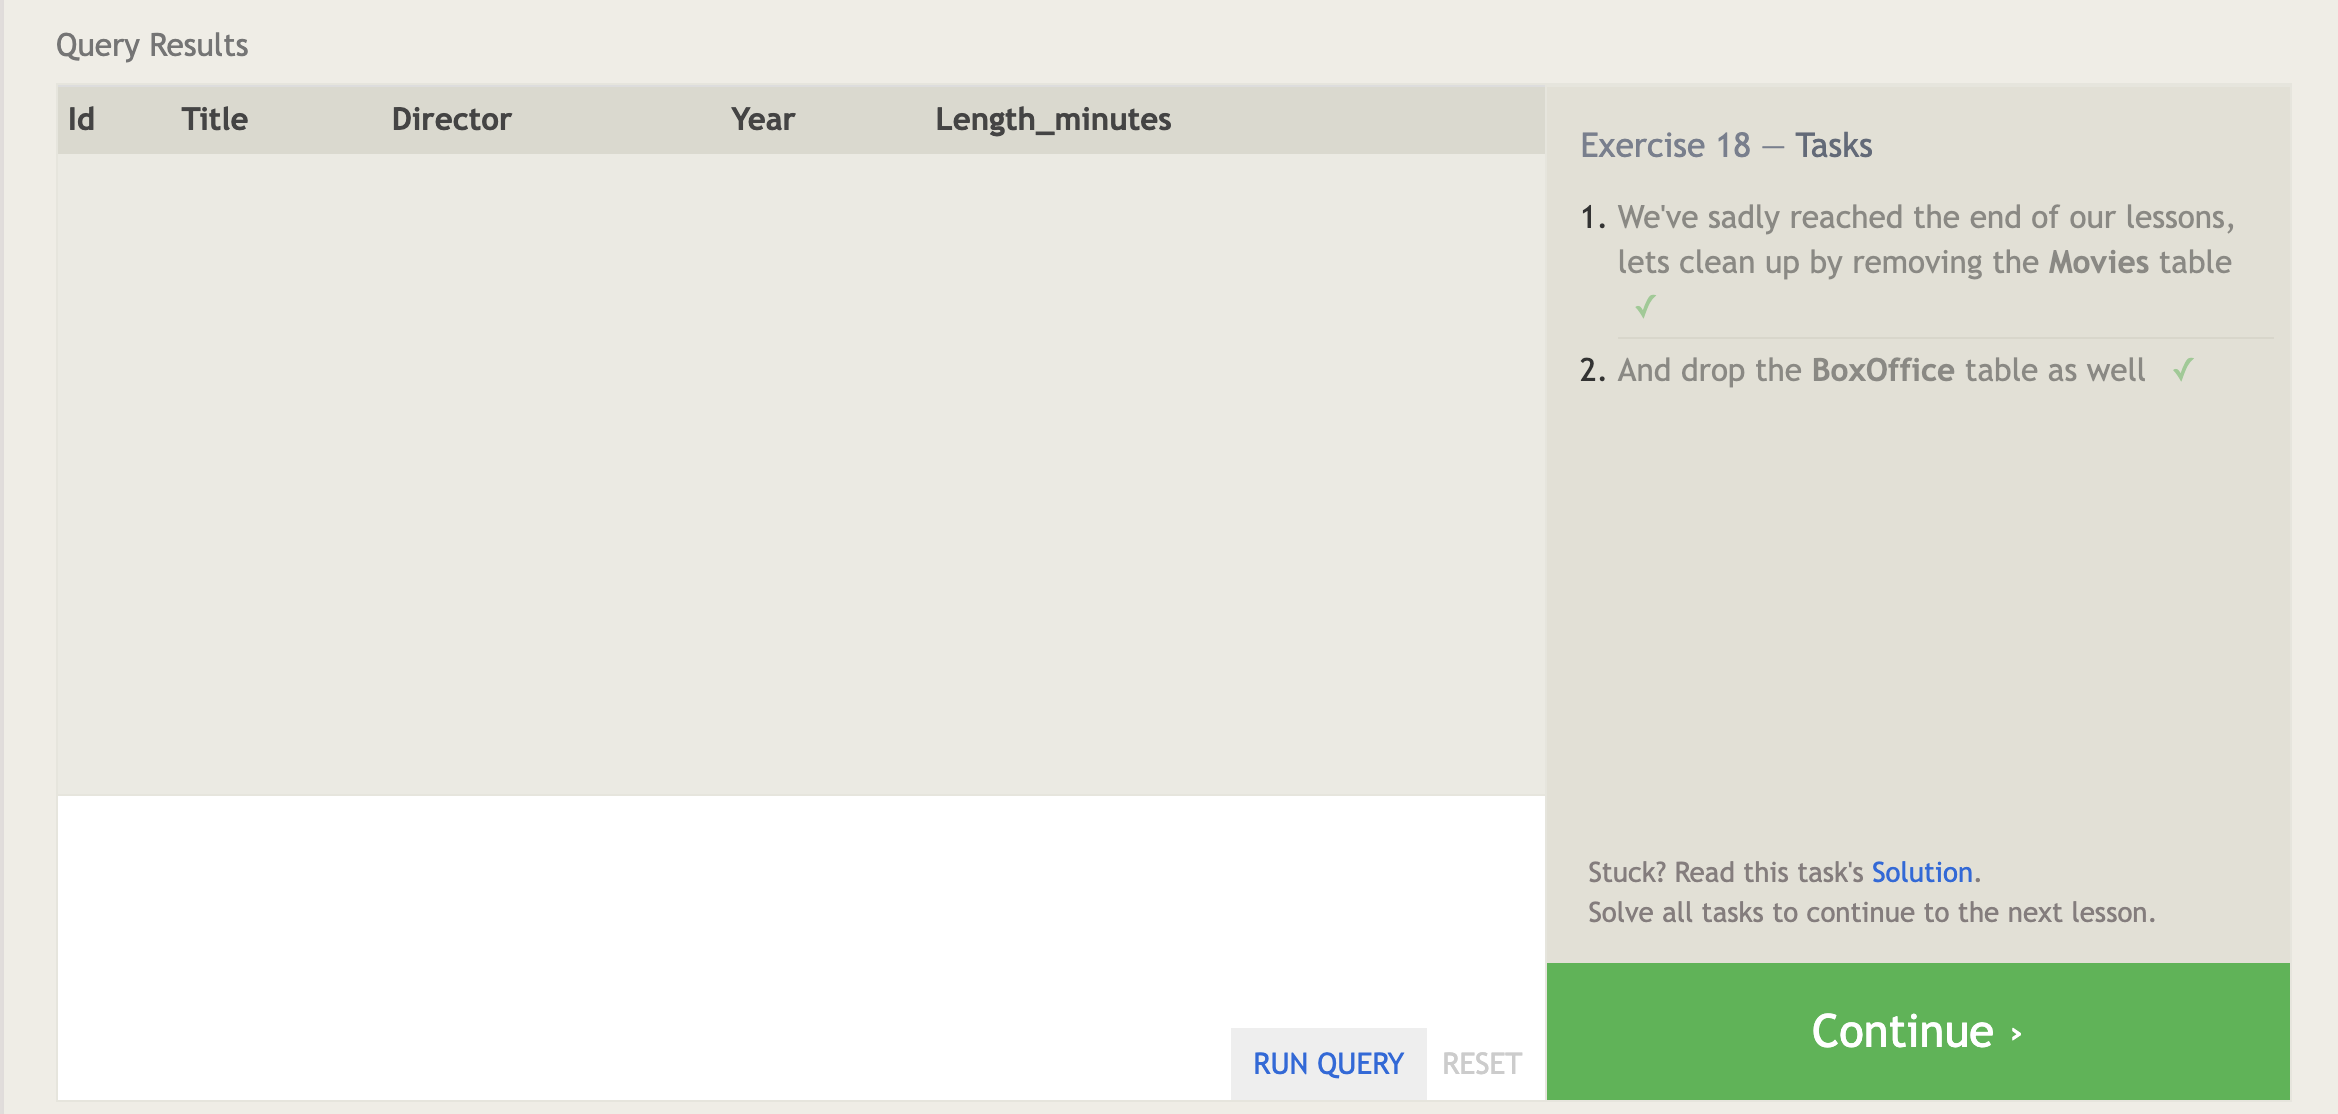 Query Results
Id Title Director Year Length_minutes
Exercise 18 — Tasks
1. We've sadly reached the end of our lessons,
lets clean up by removing the Movies table
✓
2. And drop the BoxOffice table as well ✓
Stuck? Read this task's Solution.
Solve all tasks to continue to the next lesson.
RUN QUERY RESET
Continue ›